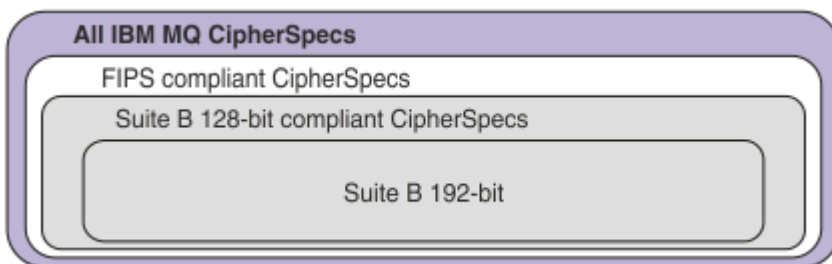 All IBM MQ CipherSpecs
FIPS compliant CipherSpecs
Suite B 128-bit compliant CipherSpecs
Suite B 192-bit